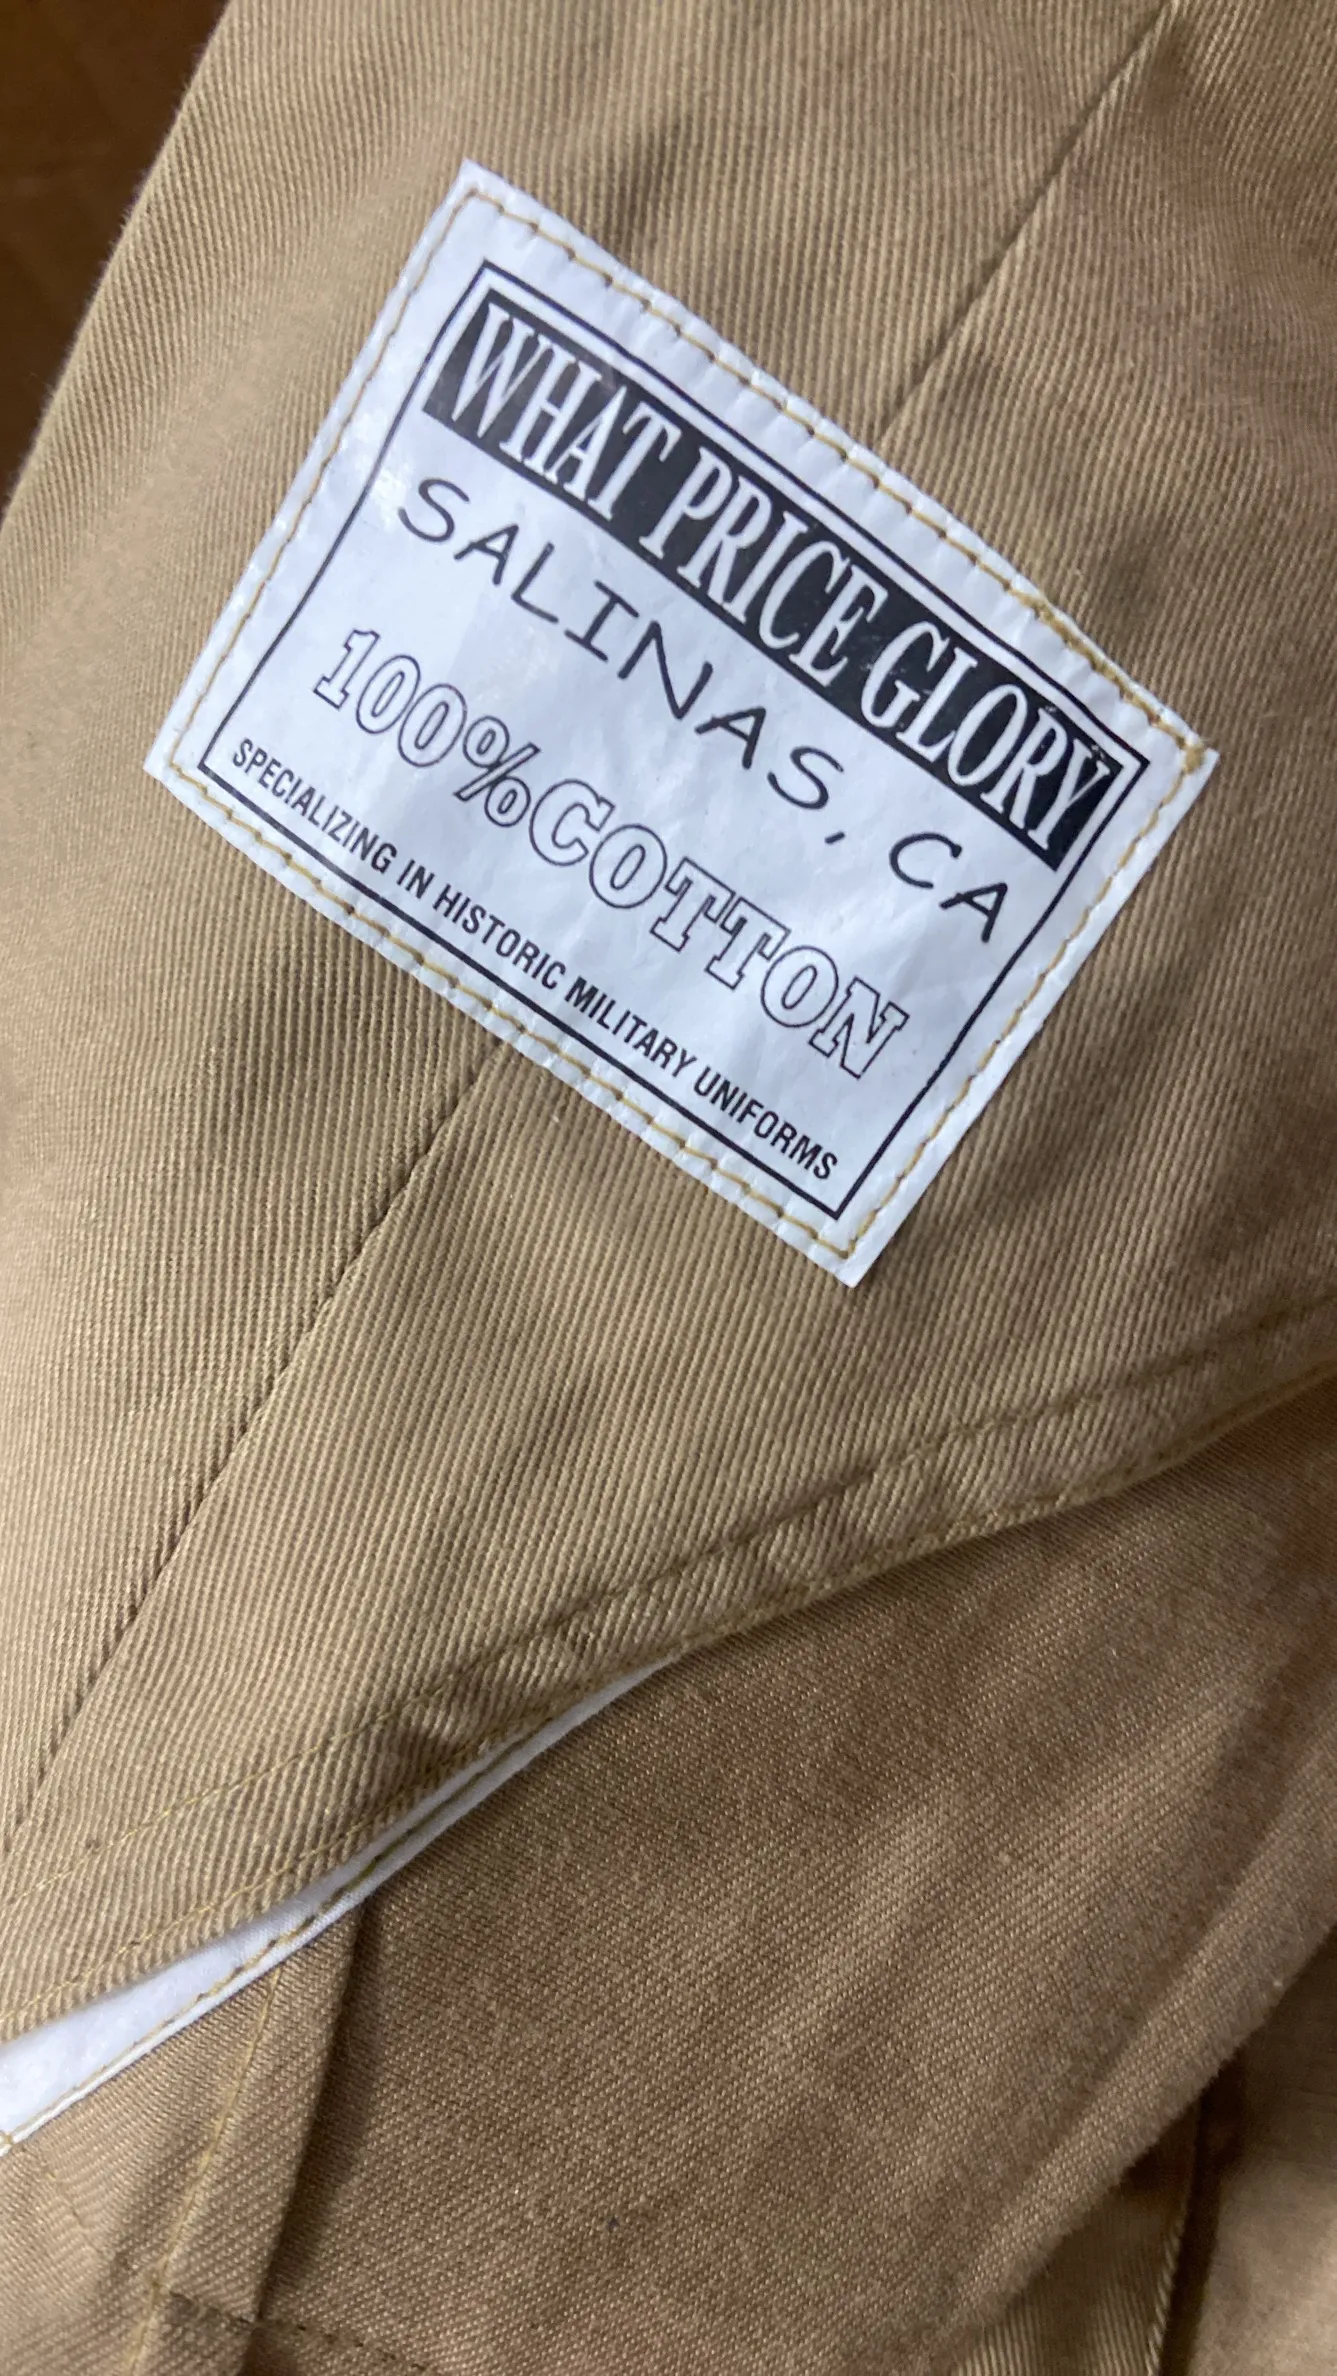 WHAT PRICE GLORY
SALINAS, CA
100%COTTON
SPECIALIZING IN HISTORIC MILITARY UNIFORMS